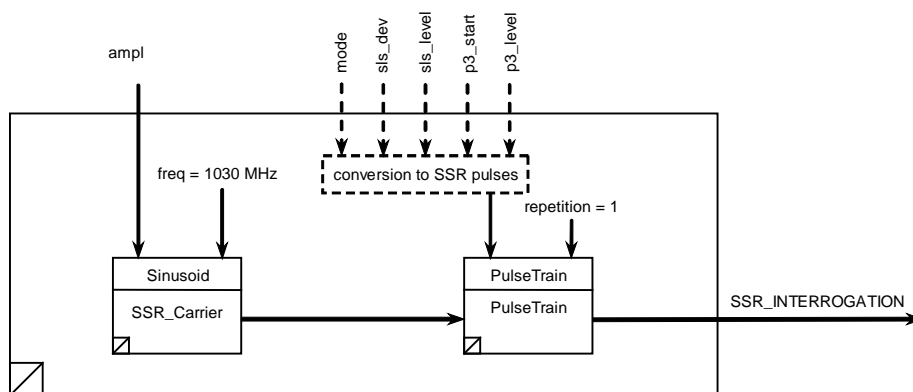 ampl
mode
sls_dev
sls_level
p3_start
p3_level
freq = 1030 MHz
conversion to SSR pulses
repetition = 1
Sinusoid
SSR_Carrier
PulseTrain
PulseTrain
SSR_INTERROGATION